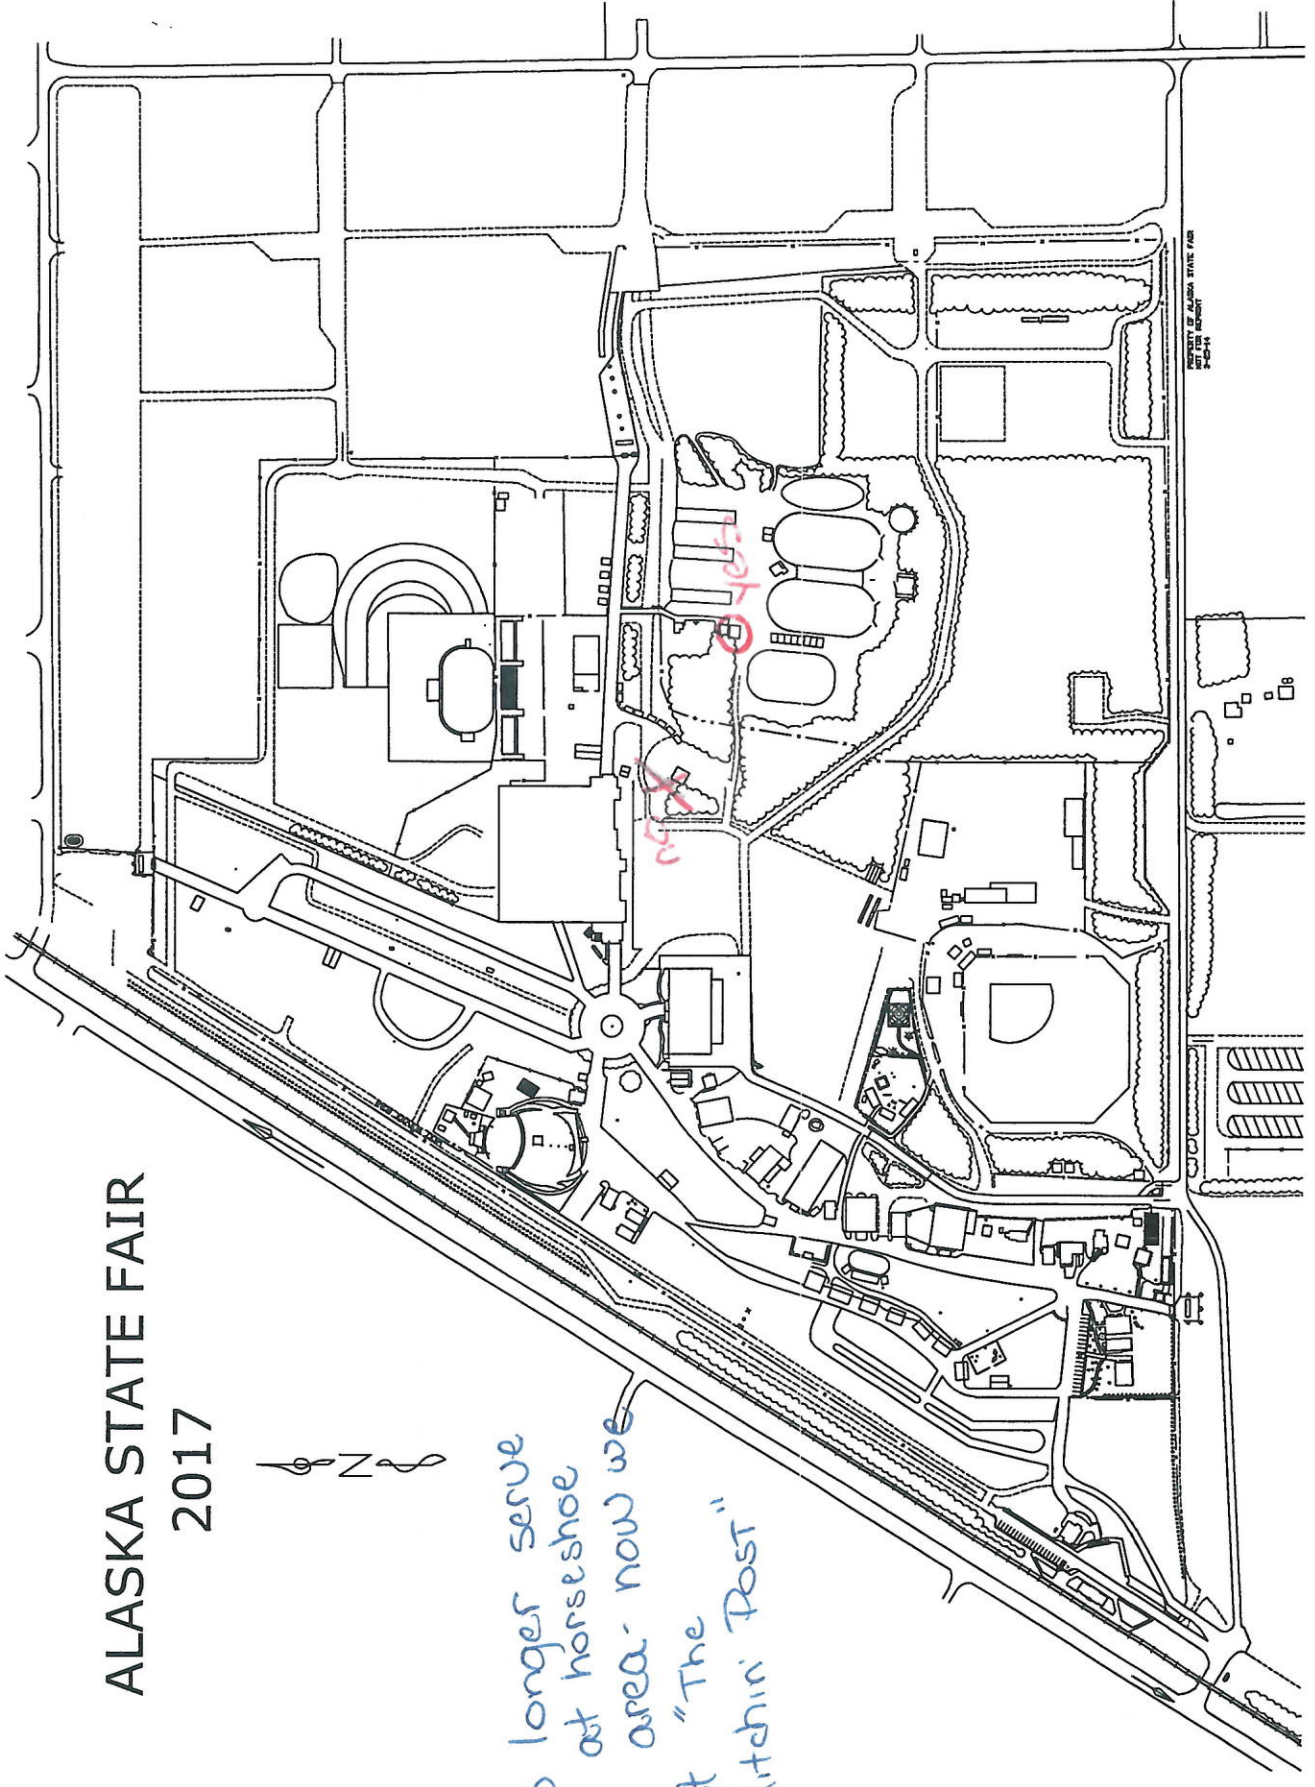 ALASKA STATE FAIR
2017
N
longer serve
at horseshoe
area - now we
"The
Post"
yes
no
PROPERTY OF ALASKA STATE FAIR
NOT FOR REPRINT